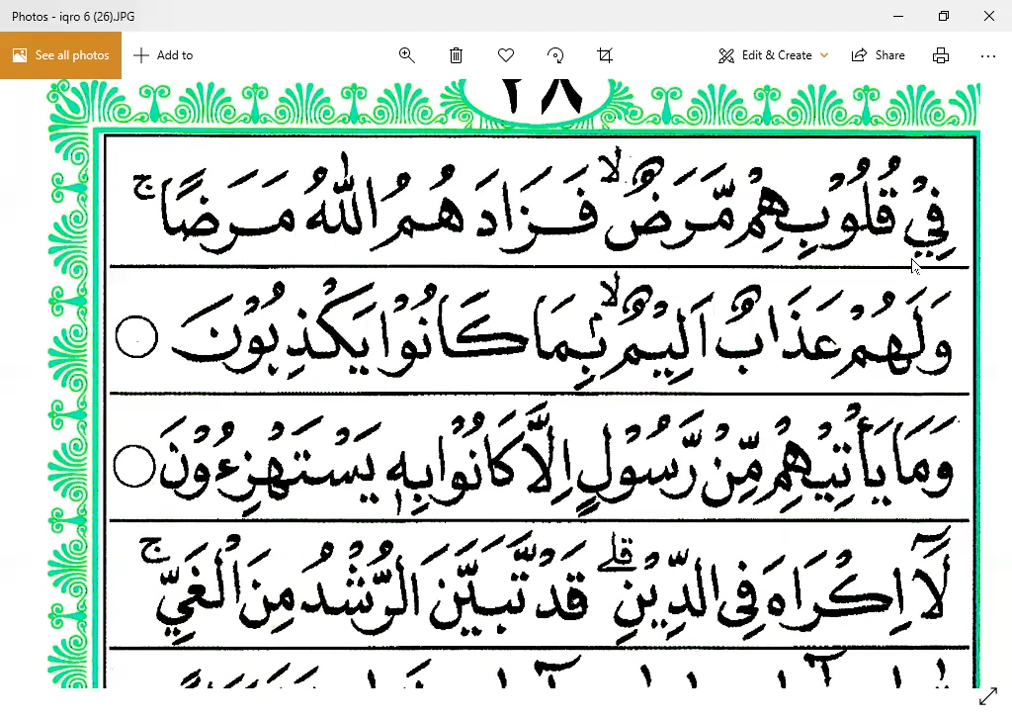 Photos - iqro 6 (26).JPG
See all photos
Add to
Edit & Create
Share
٢٨
فِيْ قُلُوْبِهِمْ مَّرَضٌ ۙ فَزَادَ هُمُ اللّٰهُ مَرَضًا ۚ
وَلَهُمْ عَذَابٌ اَلِيْمٌ ۙ بِمَا كَانُوْا يَكْذِبُوْنَ
وَمَا يَأْتِيْهِمْ مِّنْ رَّسُوْلٍ اِلَّا كَانُوْا بِهٖ يَسْتَهْزِءُوْنَ
لَآ اِكْرَاهَ فِى الدِّيْنِ ۗ قَدْ تَّبَيَّنَ الرُّشْدُ مِنَ الْغَيِّ ۚ